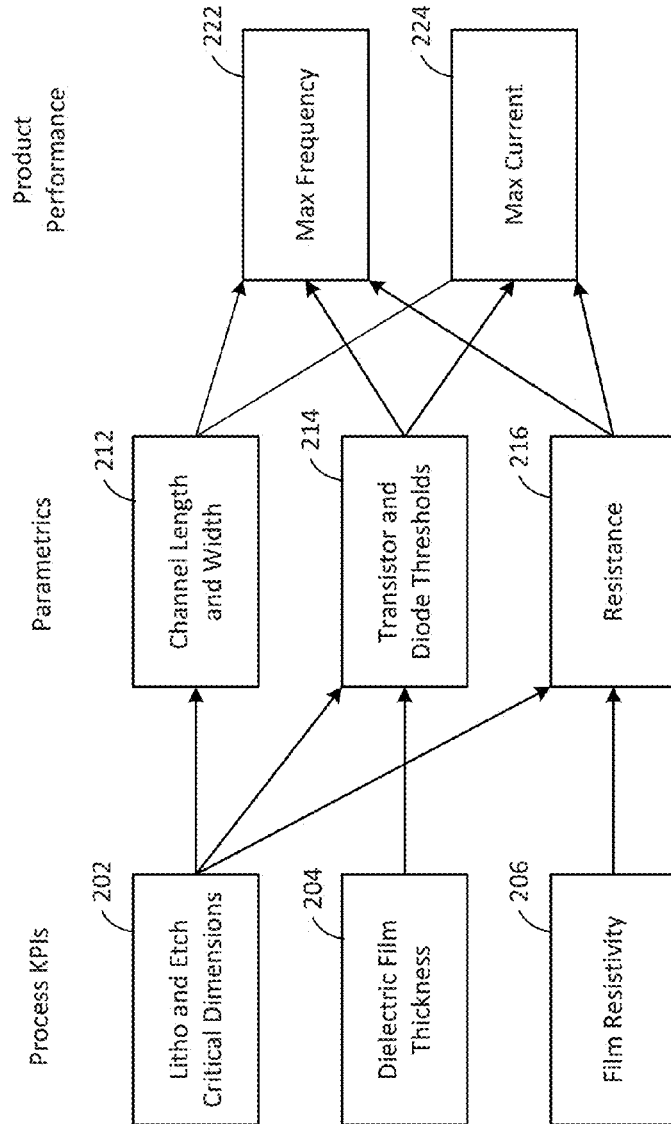 Process KPIs
Parametrics
Product
Performance
202
Litho and Etch
Critical Dimensions
204
Dielectric Film
Thickness
206
Film Resistivity
212
Channel Length
and Width
214
Transistor and
Diode Thresholds
216
Resistance
222
Max Frequency
224
Max Current